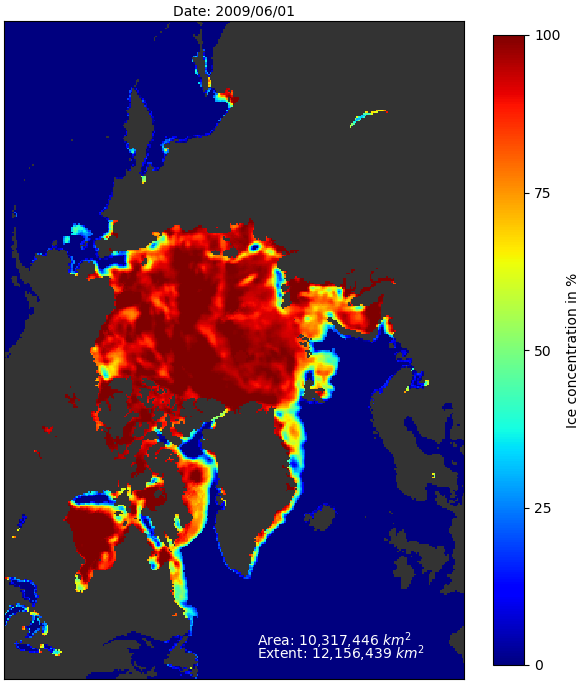 Date: 2009/06/01
100
75
50
25
0
Ice concentration in %
Area: 10,317,446 km²
Extent: 12,156,439 km²